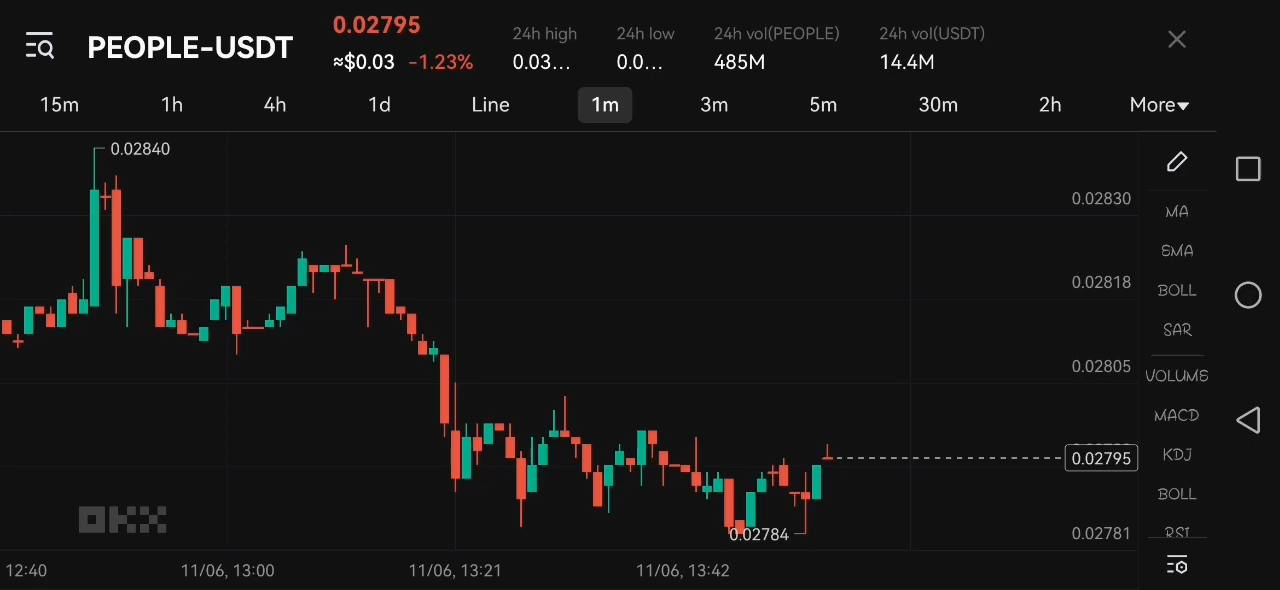 PEOPLE-USDT
0.02795
≈$0.03 -1.23%
24h high
0.03...
24h low
0.0...
24h vol(PEOPLE)
485M
24h vol(USDT)
14.4M
15m 1h 4h 1d Line 1m 3m 5m 30m 2h More
0.02840
0.02830
0.02818
0.02805
0.02795
0.02784
0.02781
OKX
12:40 11/06, 13:00 11/06, 13:21 11/06, 13:42
MA
EMA
BOLL
SAR
VOLUME
MACD
KDJ
BOLL
RSI